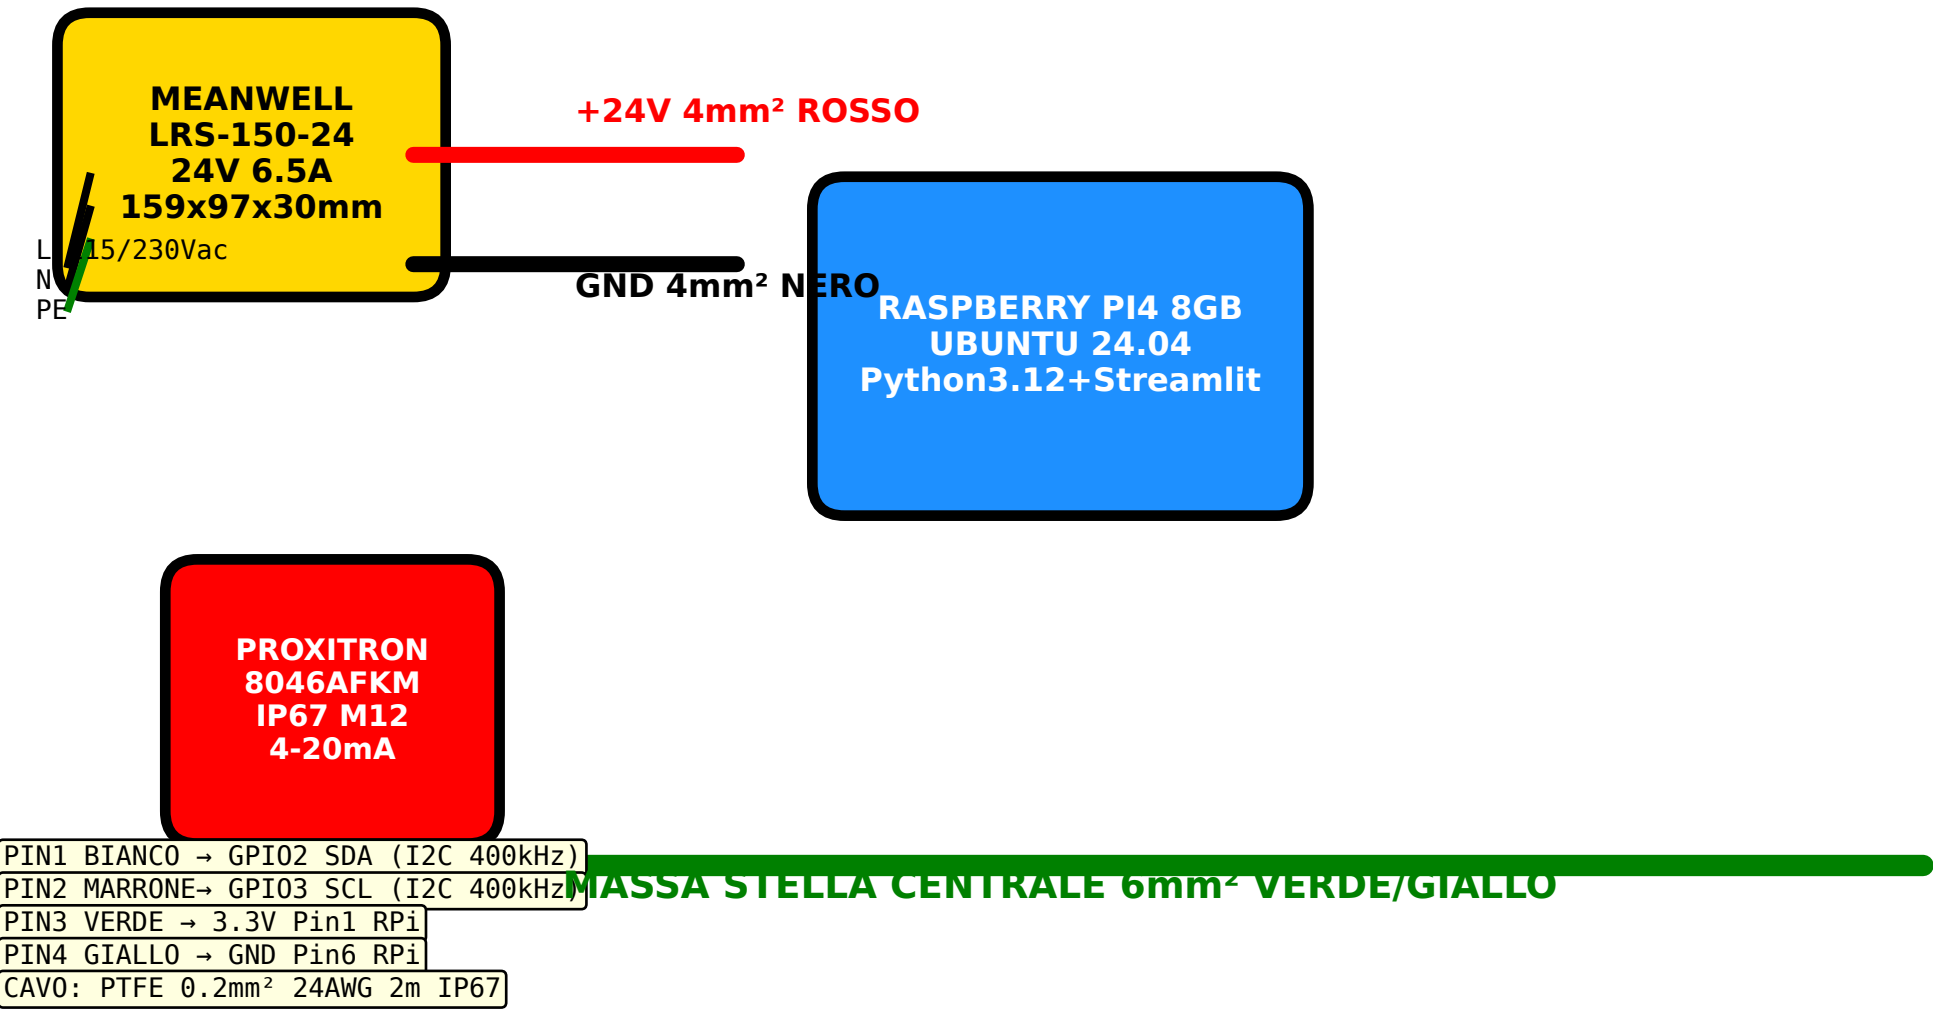 MEANWELL
LRS-150-24
24V 6.5A
159x97x30mm
L 115/230Vac
N
PE
+24V 4mm² ROSSO
GND 4mm² NERO
RASPBERRY PI4 8GB
UBUNTU 24.04
Python3.12+Streamlit
PROXITRON
8046AFKM
IP67 M12
4-20mA
PIN1 BIANCO → GPIO2 SDA (I2C 400kHz)
PIN2 MARRONE→ GPIO3 SCL (I2C 400kHz)
PIN3 VERDE → 3.3V Pin1 RPi
PIN4 GIALLO → GND Pin6 RPi
CAVO: PTFE 0.2mm² 24AWG 2m IP67
MASSA STELLA CENTRALE 6mm² VERDE/GIALLO